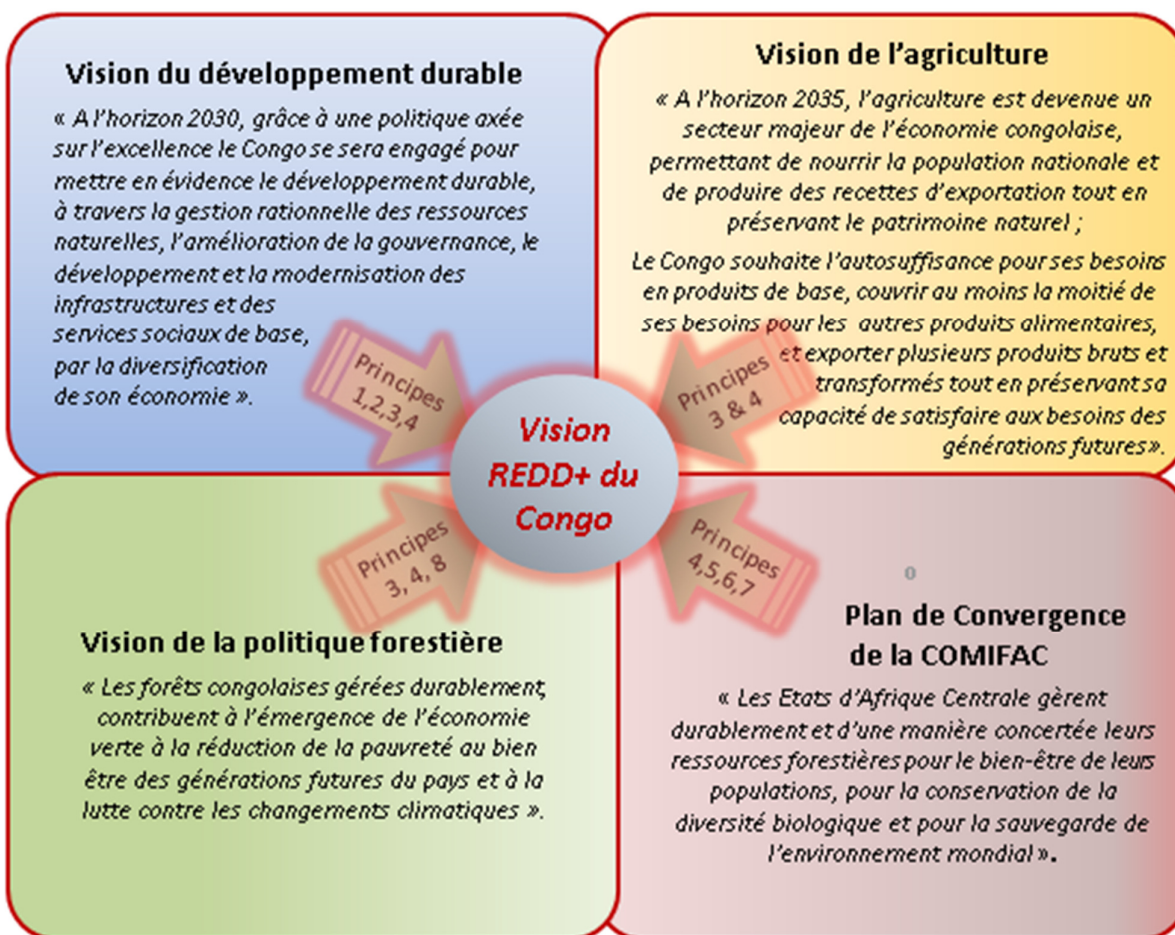 Vision du développement durable
« A l'horizon 2030, grâce à une politique axée
sur l'excellence le Congo se sera engagé pour
mettre en évidence le développement durable,
à travers la gestion rationnelle des ressources
naturelles, l'amélioration de la gouvernance, le
développement et la modernisation des
infrastructures et des
services sociaux de base,
par la diversification
de son économie ».
Principes
1,2,3,4
Vision de l'agriculture
« A l'horizon 2035, l'agriculture est devenue un
secteur majeur de l'économie congolaise,
permettant de nourrir la population nationale et
de produire des recettes d'exportation tout en
préservant le patrimoine naturel ;
Le Congo souhaite l'autosuffisance pour ses besoins
en produits de base, couvrir au moins la moitié de
ses besoins pour les autres produits alimentaires,
et exporter plusieurs produits bruts et
transformés tout en préservant sa
capacité de satisfaire aux besoins des
générations futures».
Principes
3 & 4
Vision
REDD+ du
Congo
Principes
3, 4, 8
Vision de la politique forestière
« Les forêts congolaises gérées durablement,
contribuent à l'émergence de l'économie
verte à la réduction de la pauvreté au bien
être des générations futures du pays et à la
lutte contre les changements climatiques ».
Principes
4,5,6,7
0
Plan de Convergence
de la COMIFAC
« Les Etats d'Afrique Centrale gèrent
durablement et d'une manière concertée leurs
ressources forestières pour le bien-être de leurs
populations, pour la conservation de la
diversité biologique et pour la sauvegarde de
l'environnement mondial ».